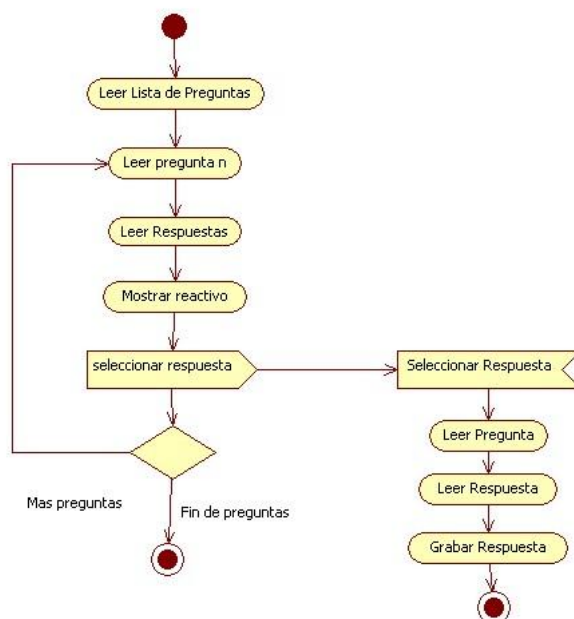 Leer Lista de Preguntas
Leer pregunta n
Leer Respuestas
Mostrar reactivo
seleccionar respuesta
Seleccionar Respuesta
Leer Pregunta
Leer Respuesta
Mas preguntas
Fin de preguntas
Grabar Respuesta